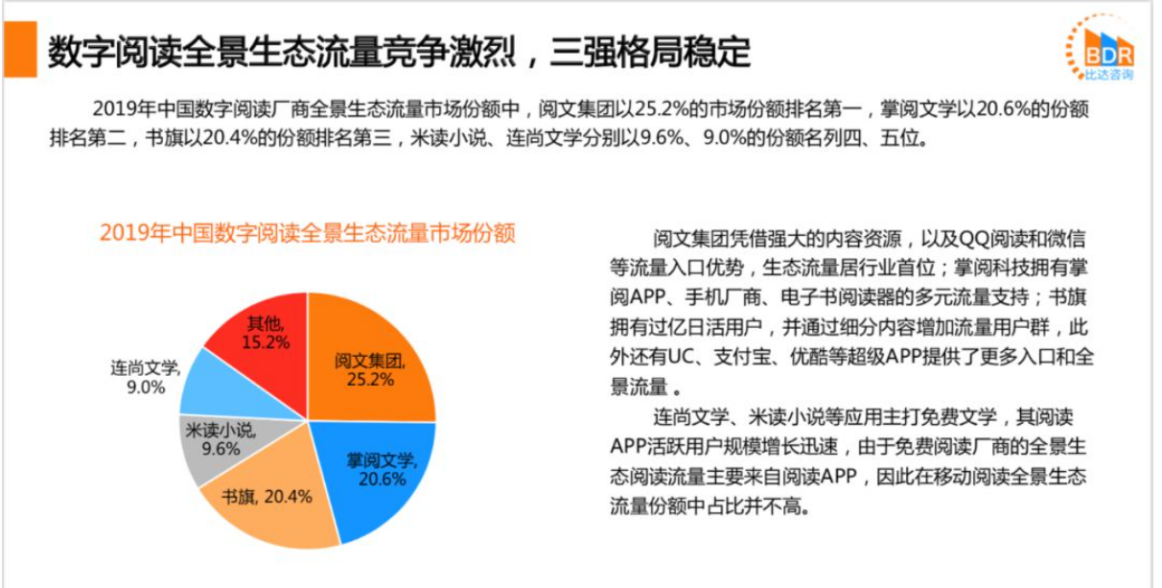 数字阅读全景生态流量竞争激烈，三强格局稳定
BDR
比达咨询
2019年中国数字阅读厂商全景生态流量市场份额中，阅文集团以25.2%的市场份额排名第一，掌阅文学以20.6%的份额
排名第二，书旗以20.4%的份额排名第三，米读小说、连尚文学分别以9.6%、9.0%的份额名列四、五位。
2019年中国数字阅读全景生态流量市场份额
其他,
15.2%
阅文集团,
25.2%
连尚文学,
9.0%
米读小说,
9.6%
掌阅文学,
20.6%
书旗, 20.4%
阅文集团凭借强大的内容资源，以及QQ阅读和微信
等流量入口优势，生态流量居行业首位；掌阅科技拥有掌
阅APP、手机厂商、电子书阅读器的多元流量支持；书旗
拥有过亿日活用户，并通过细分内容增加流量用户群，此
外还有UC、支付宝、优酷等超级APP提供了更多入口和全
景流量 。
连尚文学、米读小说等应用主打免费文学，其阅读
APP活跃用户规模增长迅速，由于免费阅读厂商的全景生
态阅读流量主要来自阅读APP，因此在移动阅读全景生态
流量份额中占比并不高。